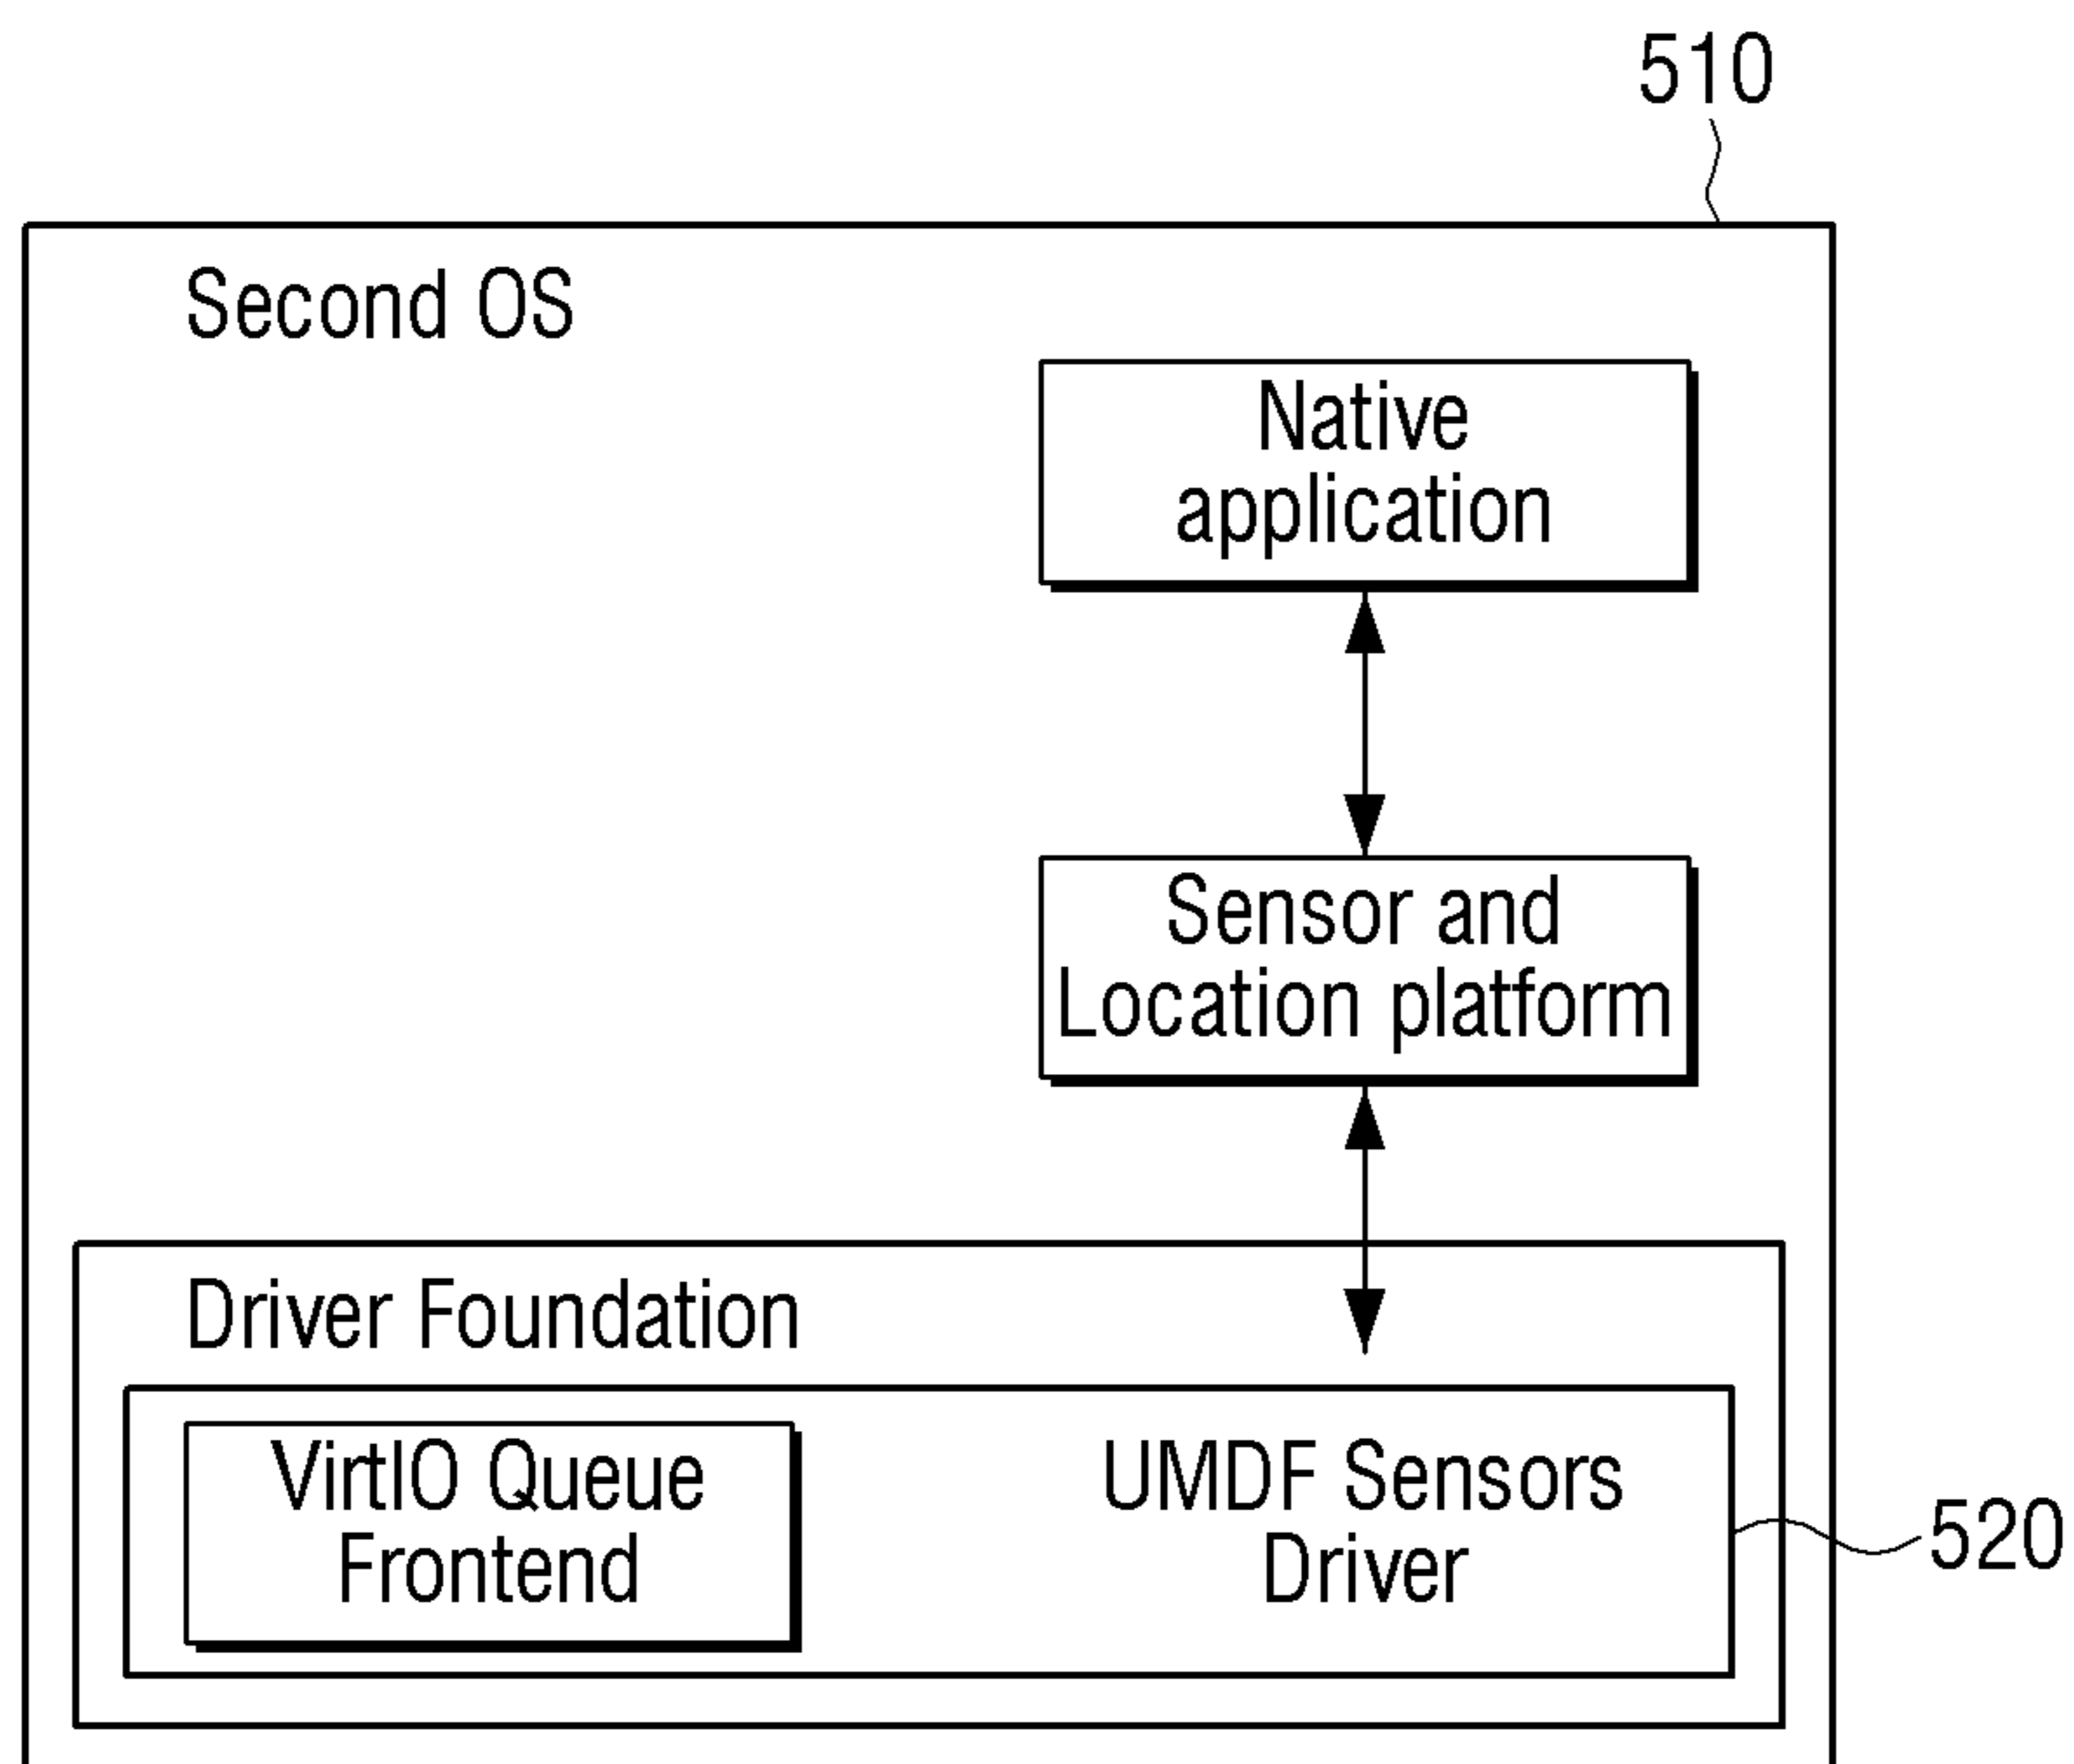 510
Second OS
Native
application
Sensor and
Location platform
Driver Foundation
VirtIO Queue
Frontend
UMDF Sensors
Driver
520